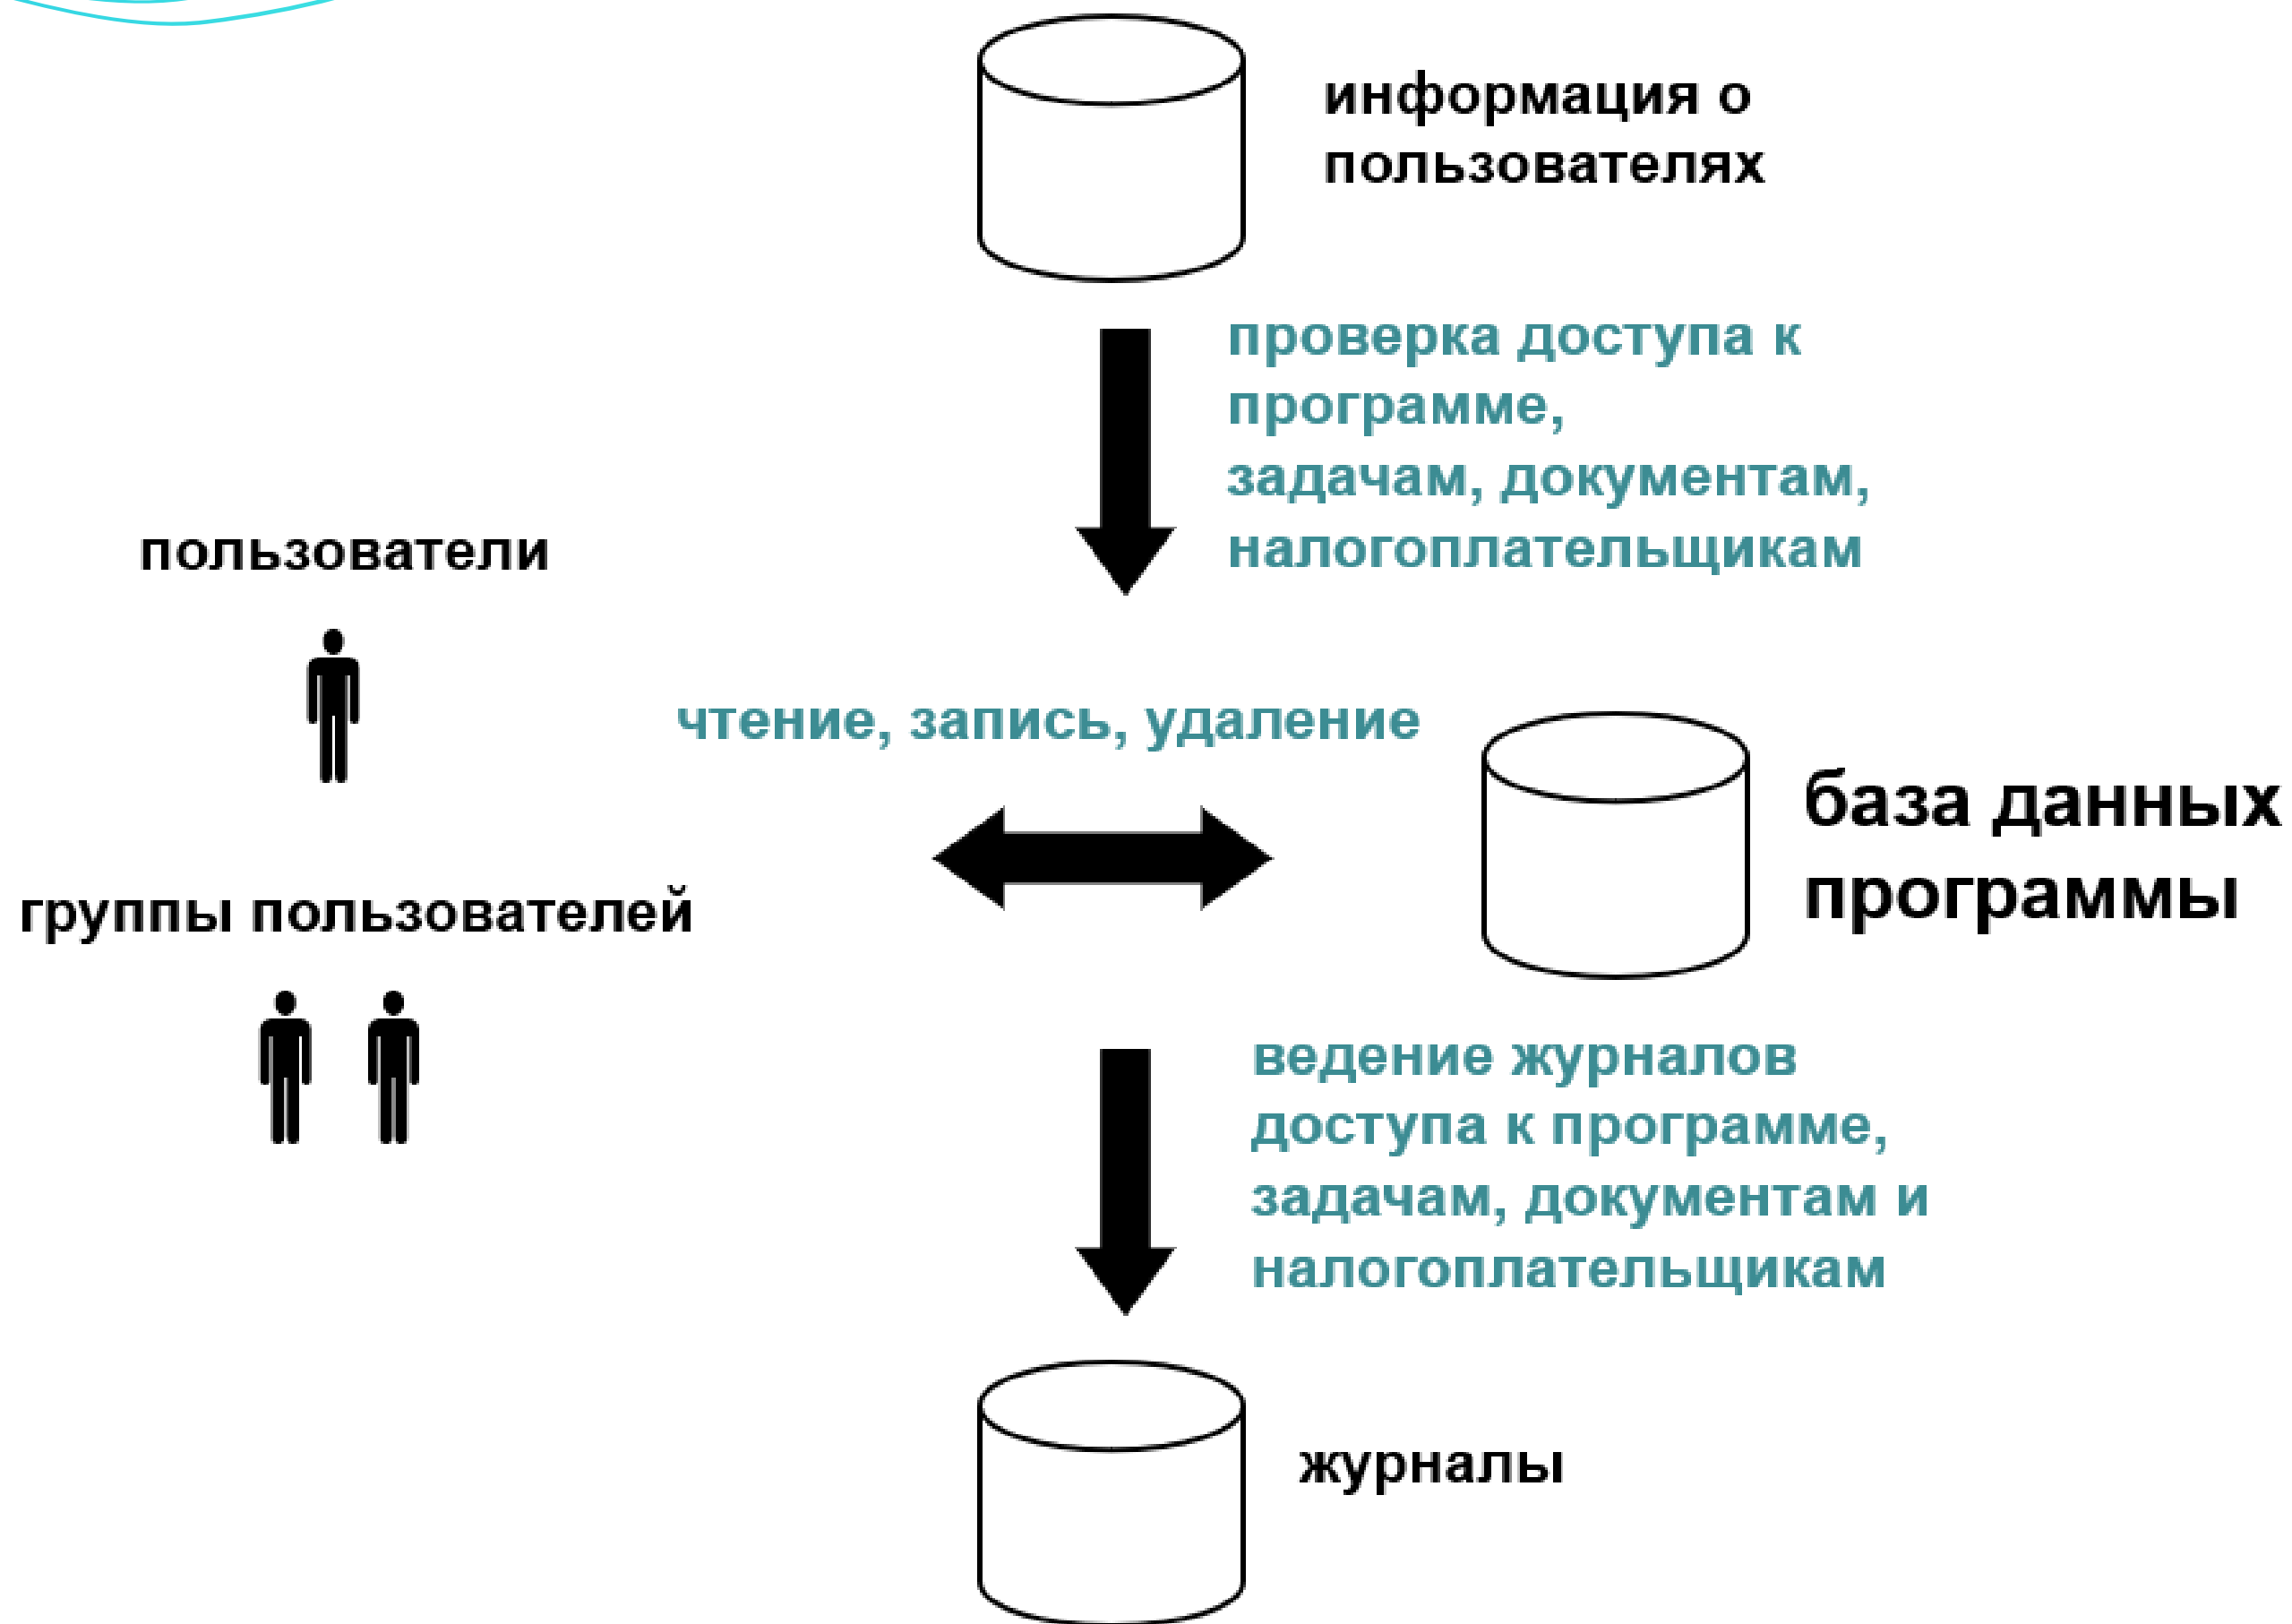 информация о
пользователях
проверка доступа к
программе,
задачам, документам,
налогоплательщикам
пользователи
чтение, запись, удаление
база данных
программы
группы пользователей
ведение журналов
доступа к программе,
задачам, документам и
налогоплательщикам
журналы